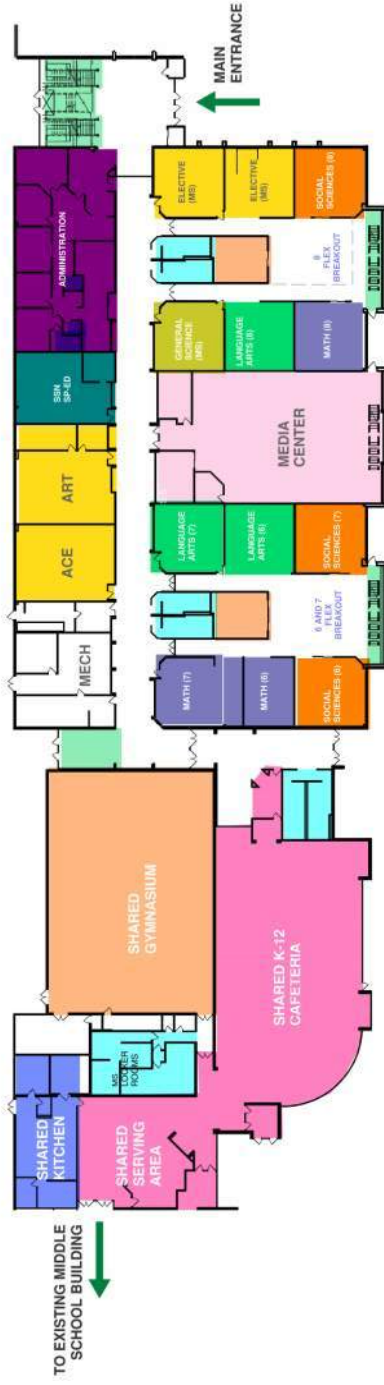 TO EXISTING MIDDLE
SCHOOL BUILDING
SHARED
KITCHEN
SHARED
SERVING
AREA
MS
LOCKER
ROOMS
SHARED
GYMNASIUM
SHARED K-12
CAFETERIA
MECH
ACE
ART
SSN
SP-ED
ADMINISTRATION
MATH (7)
MATH (6)
SOCIAL
SCIENCES (6)
6 AND 7
FLEX
BREAKOUT
LANGUAGE
ARTS (7)
LANGUAGE
ARTS (6)
SOCIAL
SCIENCES (7)
MEDIA
CENTER
GENERAL
SCIENCE (MS)
LANGUAGE
ARTS (8)
MATH (8)
8
FLEX
BREAKOUT
ELECTIVE
(MS)
ELECTIVE
(MS)
SOCIAL
SCIENCES (8)
MAIN
ENTRANCE